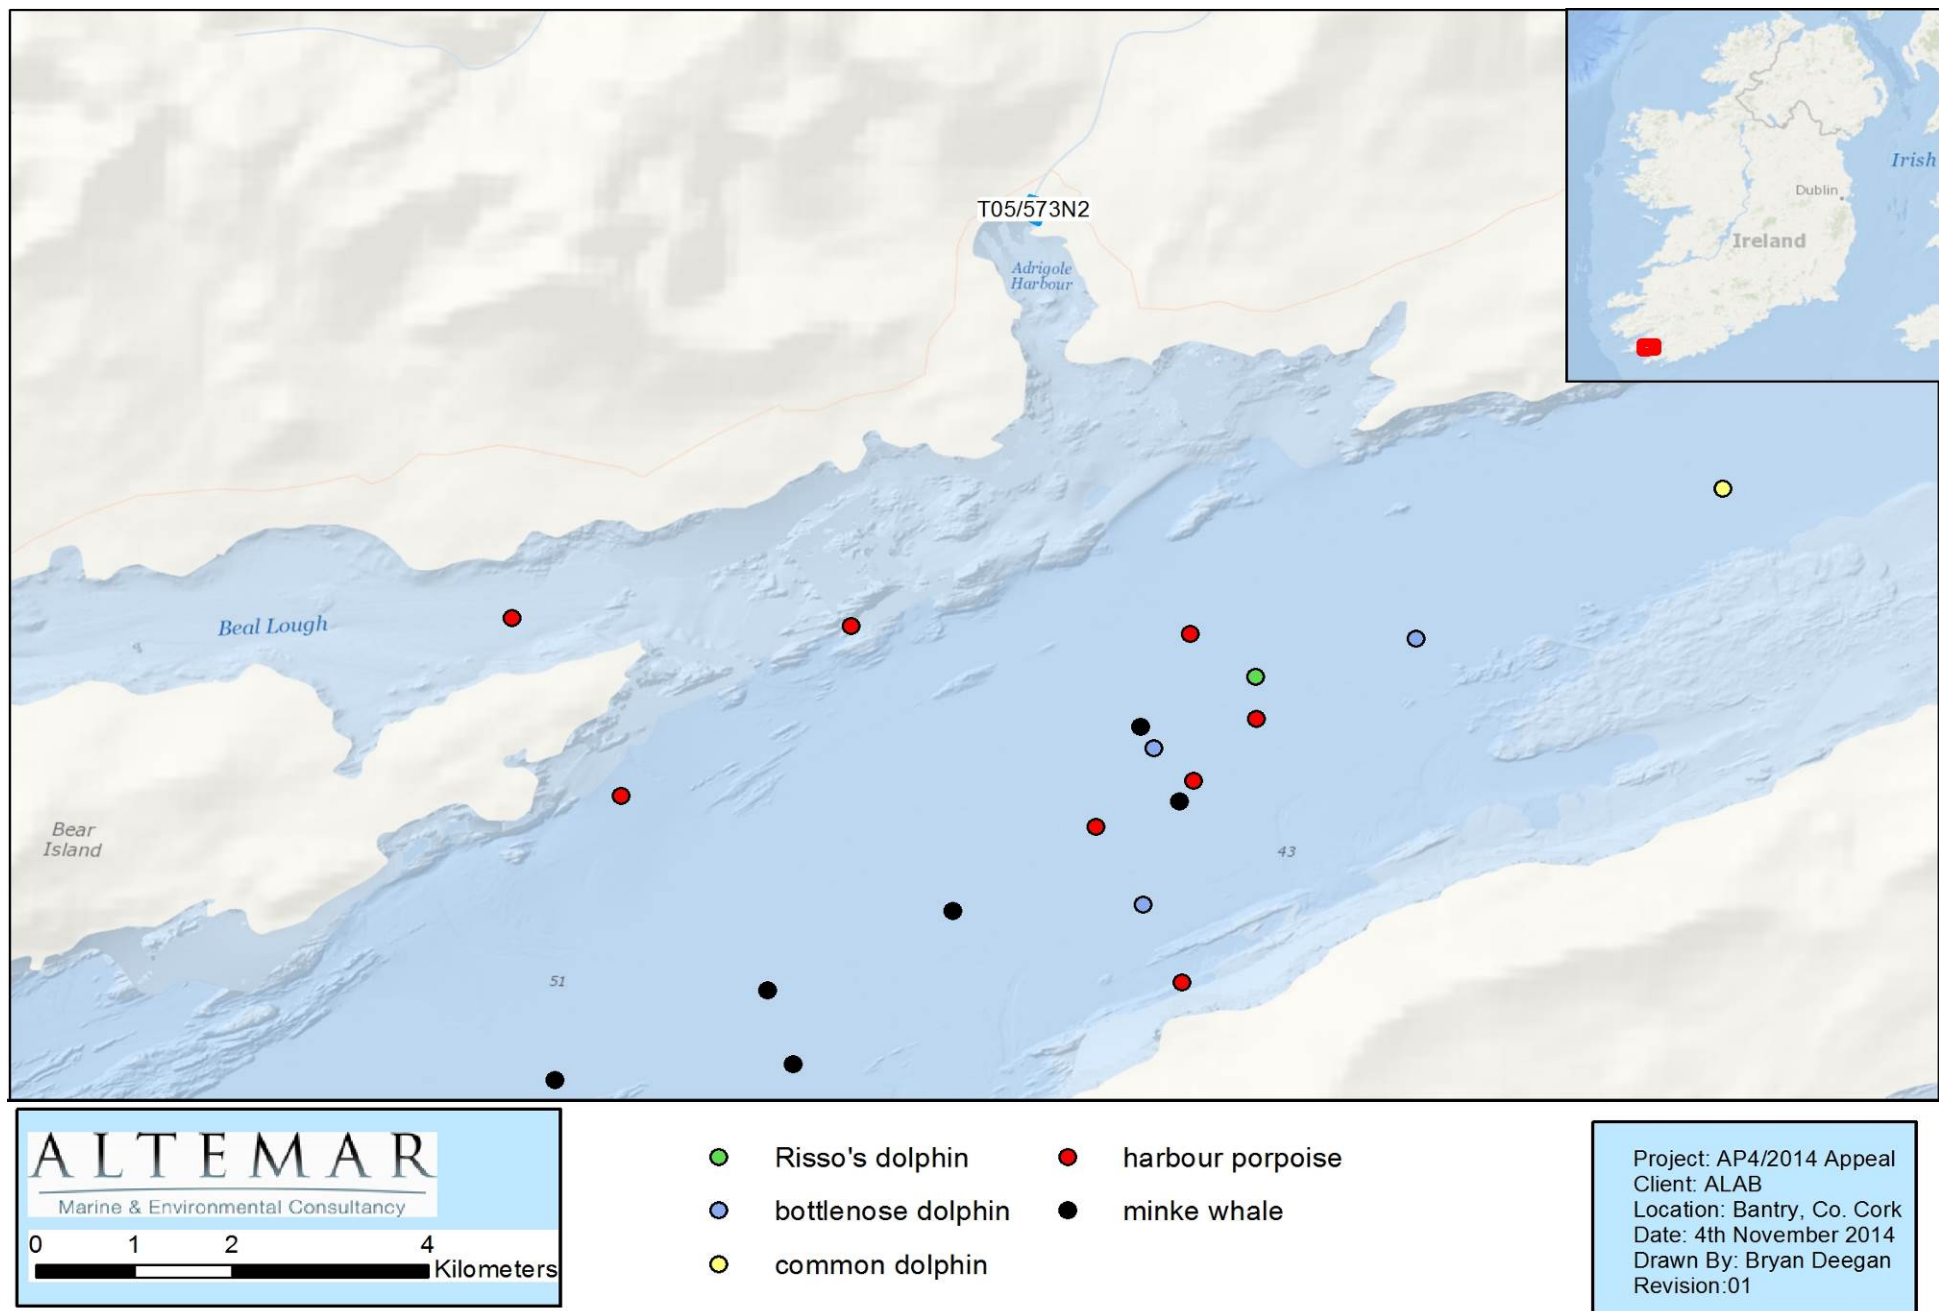 T05/573N2
Adrigole
Harbour
Beal Lough
Bear
Island
51
43
Irish
Dublin
Ireland
ALTEMAR
Marine & Environmental Consultancy
0 1 2 4
Kilometers
Risso's dolphin
bottlenose dolphin
common dolphin
harbour porpoise
minke whale
Project: AP4/2014 Appeal
Client: ALAB
Location: Bantry, Co. Cork
Date: 4th November 2014
Drawn By: Bryan Deegan
Revision:01